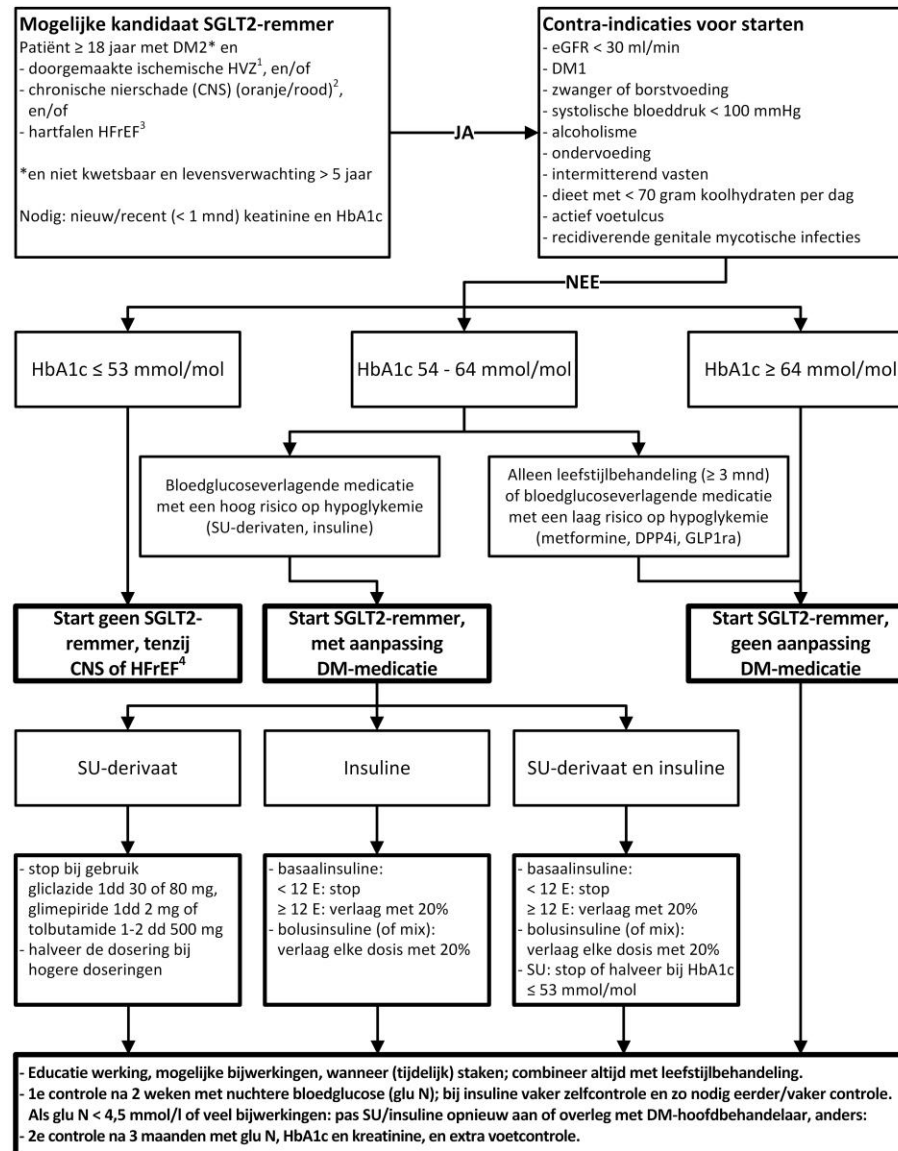 Mogelijke kandidaat SGLT2-remmer
Patiënt ≥ 18 jaar met DM2* en
- doorgemaakte ischemische HVZ¹, en/of
- chronische nierschade (CNS) (oranje/rood)²,
en/of
- hartfalen HFrEF³
*en niet kwetsbaar en levensverwachting > 5 jaar
Nodig: nieuw/recent (< 1 mnd) keatinine en HbA1c
JA
Contra-indicaties voor starten
- eGFR < 30 ml/min
- DM1
- zwanger of borstvoeding
- systolische bloeddruk < 100 mmHg
- alcoholisme
- ondervoeding
- intermitterend vasten
- dieet met < 70 gram koolhydraten per dag
- actief voetulcus
- recidiverende genitale mycotische infecties
NEE
HbA1c ≤ 53 mmol/mol
HbA1c 54 - 64 mmol/mol
HbA1c ≥ 64 mmol/mol
Bloedglucoseverlagende medicatie
met een hoog risico op hypoglykemie
(SU-derivaten, insuline)
Alleen leefstijlbehandeling (≥ 3 mnd)
of bloedglucoseverlagende medicatie
met een laag risico op hypoglykemie
(metformine, DPP4i, GLP1ra)
Start geen SGLT2-
remmer, tenzij
CNS of HFrEF⁴
Start SGLT2-remmer,
met aanpassing
DM-medicatie
Start SGLT2-remmer,
geen aanpassing
DM-medicatie
SU-derivaat
Insuline
SU-derivaat en insuline
- stop bij gebruik
gliclazide 1dd 30 of 80 mg,
glimepiride 1dd 2 mg of
tolbutamide 1-2 dd 500 mg
- halveer de dosering bij
hogere doseringen
- basaalinsuline:
< 12 E: stop
≥ 12 E: verlaag met 20%
- bolusinsuline (of mix):
verlaag elke dosis met 20%
- basaalinsuline:
< 12 E: stop
≥ 12 E: verlaag met 20%
- bolusinsuline (of mix):
verlaag elke dosis met 20%
- SU: stop of halveer bij HbA1c
≤ 53 mmol/mol
- Educatie werking, mogelijke bijwerkingen, wanneer (tijdelijk) staken; combineer altijd met leefstijlbehandeling.
- 1e controle na 2 weken met nuchtere bloedglucose (glu N); bij insuline vaker zelfcontrole en zo nodig eerder/vaker controle.
Als glu N < 4,5 mmol/l of veel bijwerkingen: pas SU/insuline opnieuw aan of overleg met DM-hoofdbehandelaar, anders:
- 2e controle na 3 maanden met glu N, HbA1c en kreatinine, en extra voetcontrole.